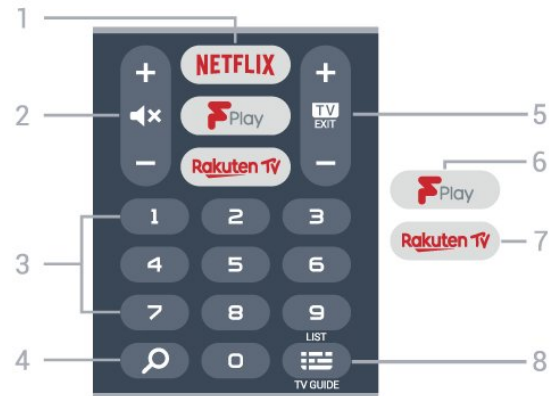 1
+ NETFLIX +
2 Play TV 5
EXIT
- Rakuten TV -
6
Play
1 2 3
Rakuten TV 7
3
4 5 6
7 8 9
LIST
4 0 8
TV GUIDE